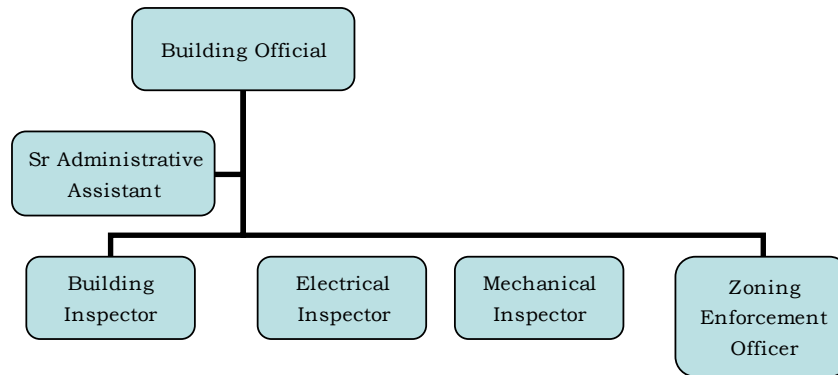 Building Official
Sr Administrative
Assistant
Building
Inspector
Electrical
Inspector
Mechanical
Inspector
Zoning
Enforcement
Officer